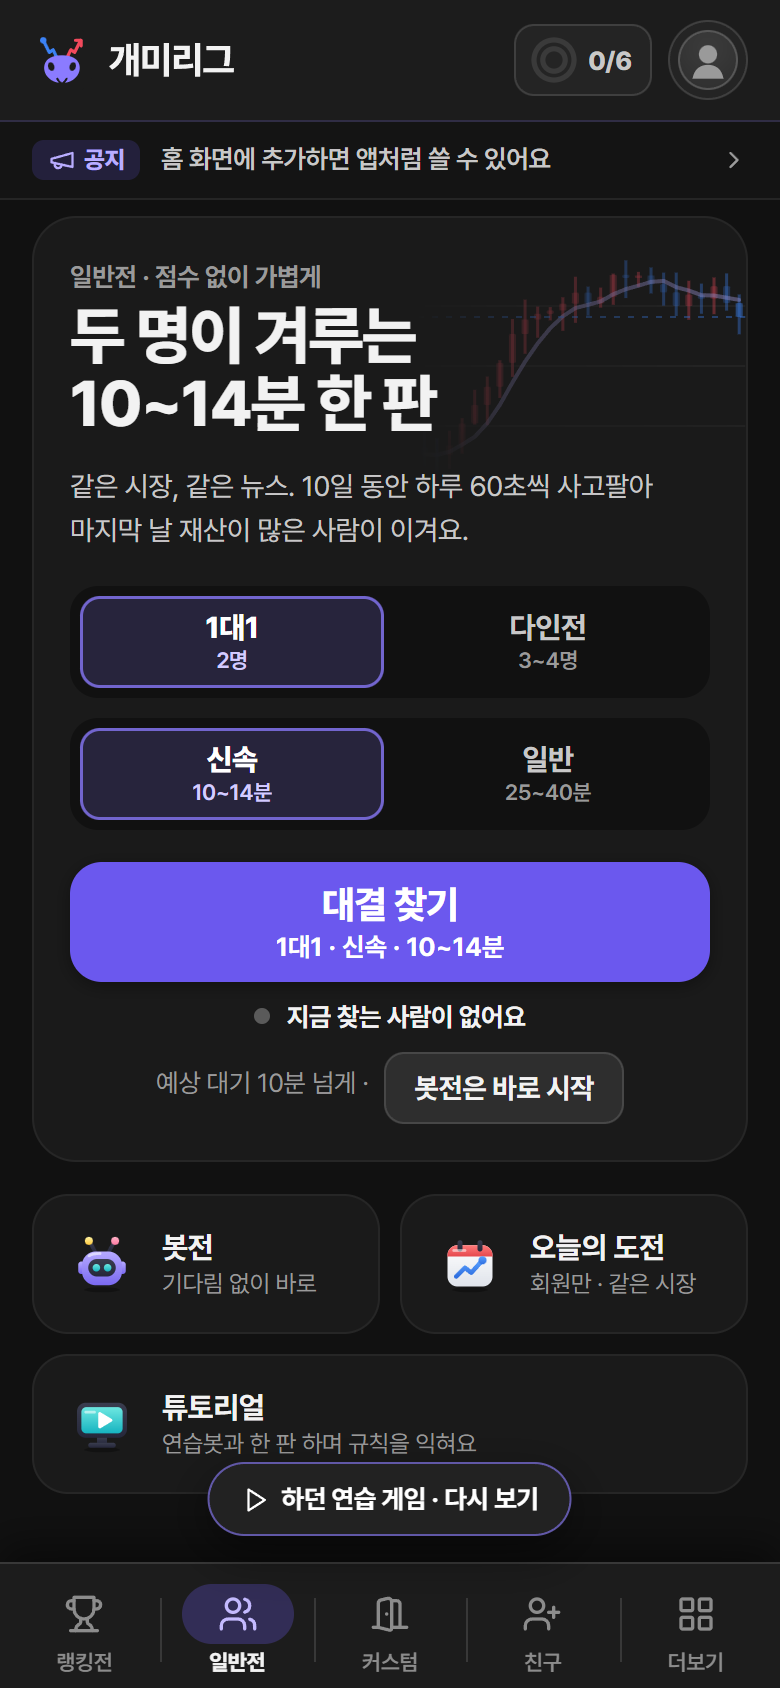 개미리그
0/6
공지
홈 화면에 추가하면 앱처럼 쓸 수 있어요
일반전 · 점수 없이 가볍게
두 명이 겨루는
10~14분 한 판
같은 시장, 같은 뉴스. 10일 동안 하루 60초씩 사고팔아
마지막 날 재산이 많은 사람이 이겨요.
1대1
2명
다인전
3~4명
신속
10~14분
일반
25~40분
대결 찾기
1대1 · 신속 · 10~14분
지금 찾는 사람이 없어요
예상 대기 10분 넘게 ·
봇전은 바로 시작
봇전
기다림 없이 바로
오늘의 도전
회원만 · 같은 시장
튜토리얼
연습봇과 한 판 하며 규칙을 익혀요
하던 연습 게임 · 다시 보기
랭킹전
일반전
커스텀
친구
더보기